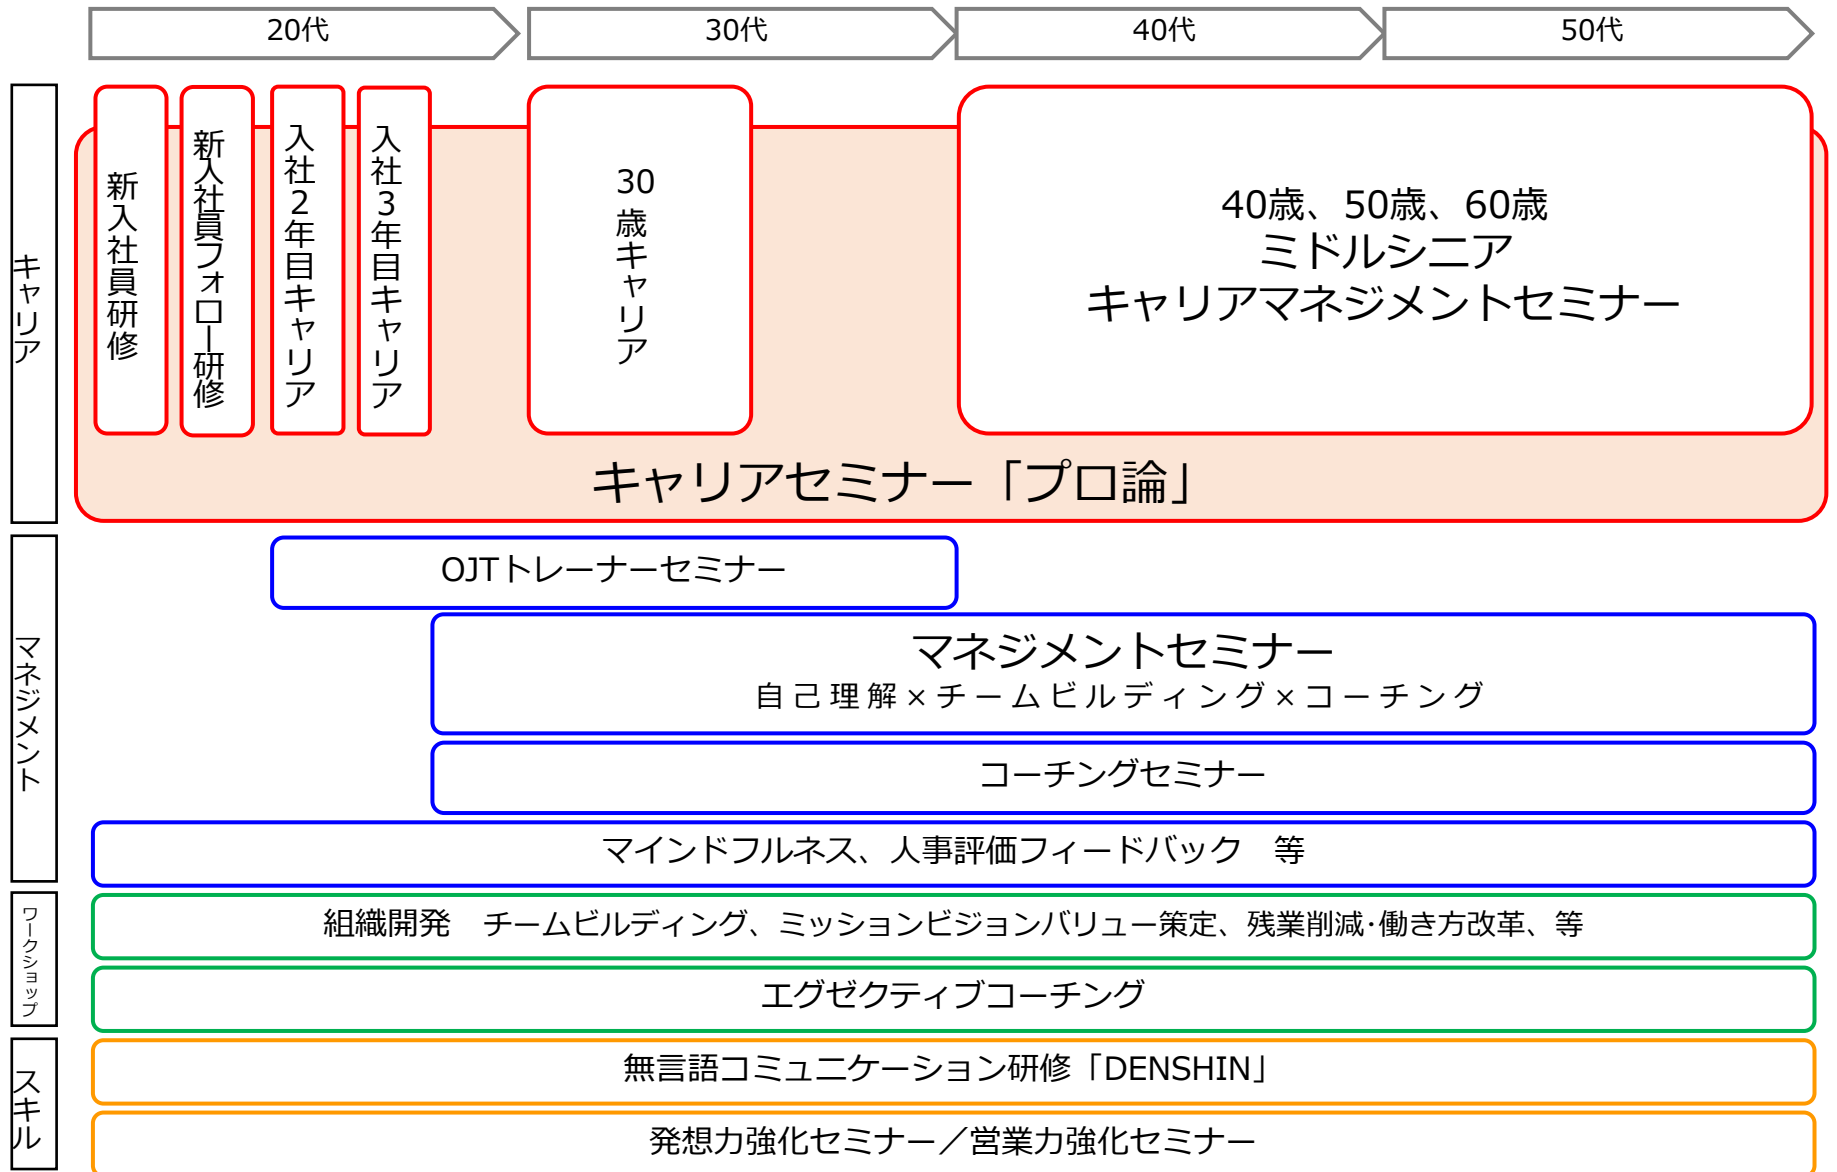 20代
30代
40代
50代
キャリア
新入社員研修
新入社員フォロー研修
入社2年目キャリア
入社3年目キャリア
30
歳キャリア
40歳、50歳、60歳
ミドルシニア
キャリアマネジメントセミナー
キャリアセミナー「プロ論」
マネジメント
OJTトレーナーセミナー
マネジメントセミナー
自己理解×チームビルディング×コーチング
コーチングセミナー
マインドフルネス、人事評価フィードバック　等
ワークショップ
組織開発　チームビルディング、ミッションビジョンバリュー策定、残業削減･働き方改革、等
エグゼクティブコーチング
スキル
無言語コミュニケーション研修「DENSHIN」
発想力強化セミナー／営業力強化セミナー